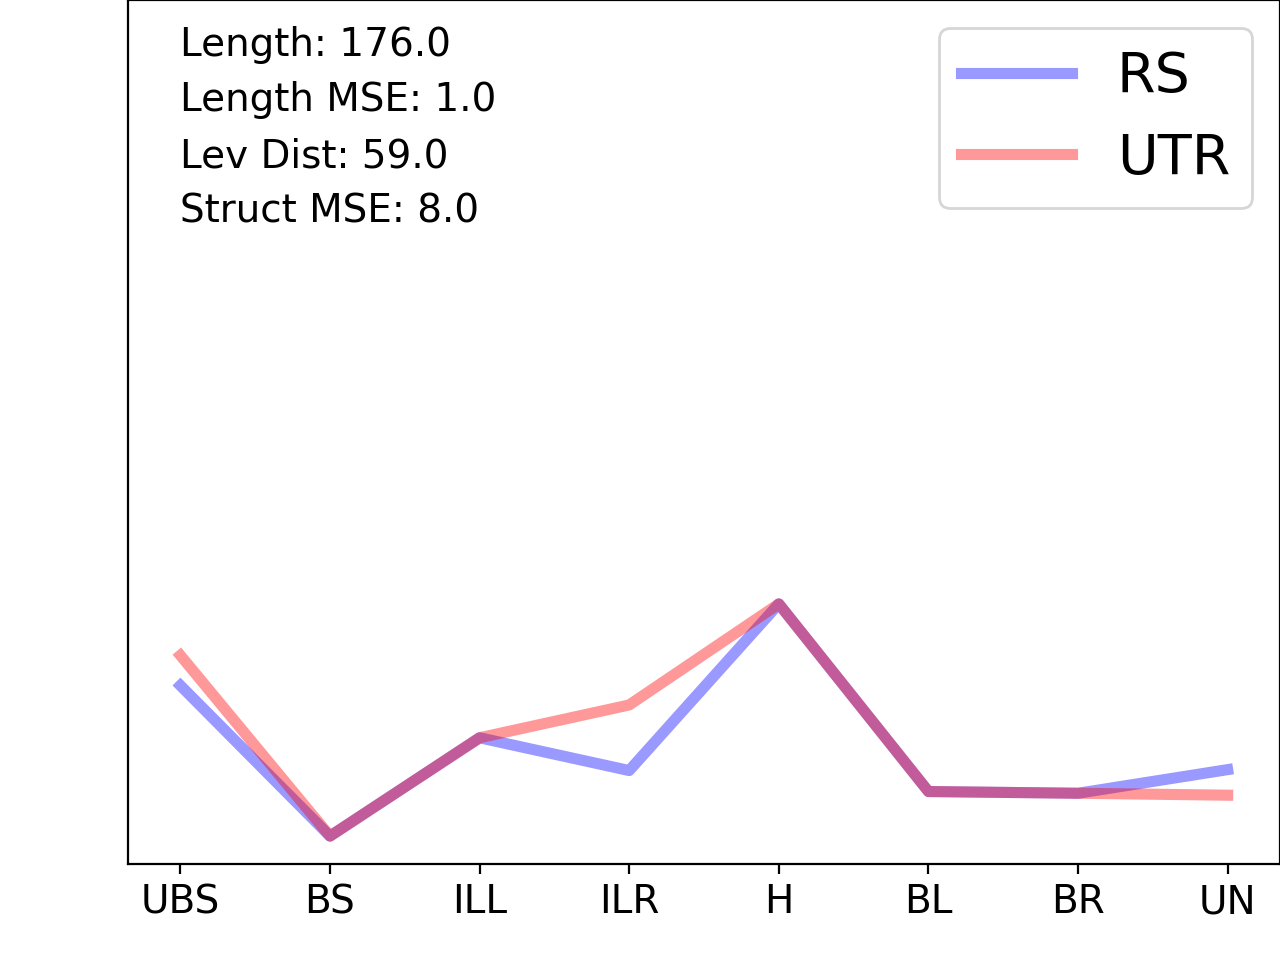 Length: 176.0
Length MSE: 1.0
Lev Dist: 59.0
Struct MSE: 8.0
RS
UTR
UBS BS ILL ILR H BL BR UN